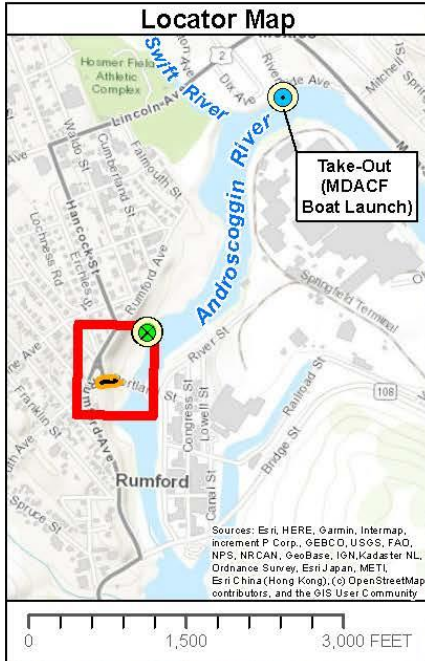 Locator Map
Hosmer Field
Athletic
Complex
Swift
River
2
Dix Av
Lincoln Av
Mitchell St
Waldo St
Cumberland St
Falmouth St
Hancock St
Lochness Rd
Rumford Ave
Androscoggin River
Take-Out
(MDACF
Boat Launch)
Springfield Terminal
River St
Franklin St
Congress St
Lowell St
Railroad St
108
Bridge St
Canal St
Rumford
Spruce St
Sources: Esri, HERE, Garmin, Intermap,
increment P Corp., GEBCO, USGS, FAO,
NPS, NRCAN, GeoBase, IGN,Kadaster NL,
Ordnance Survey, Esri Japan, METI,
Esri China (Hong Kong), (c) OpenStreetMap
contributors, and the GIS User Community
0
1,500
3,000 FEET